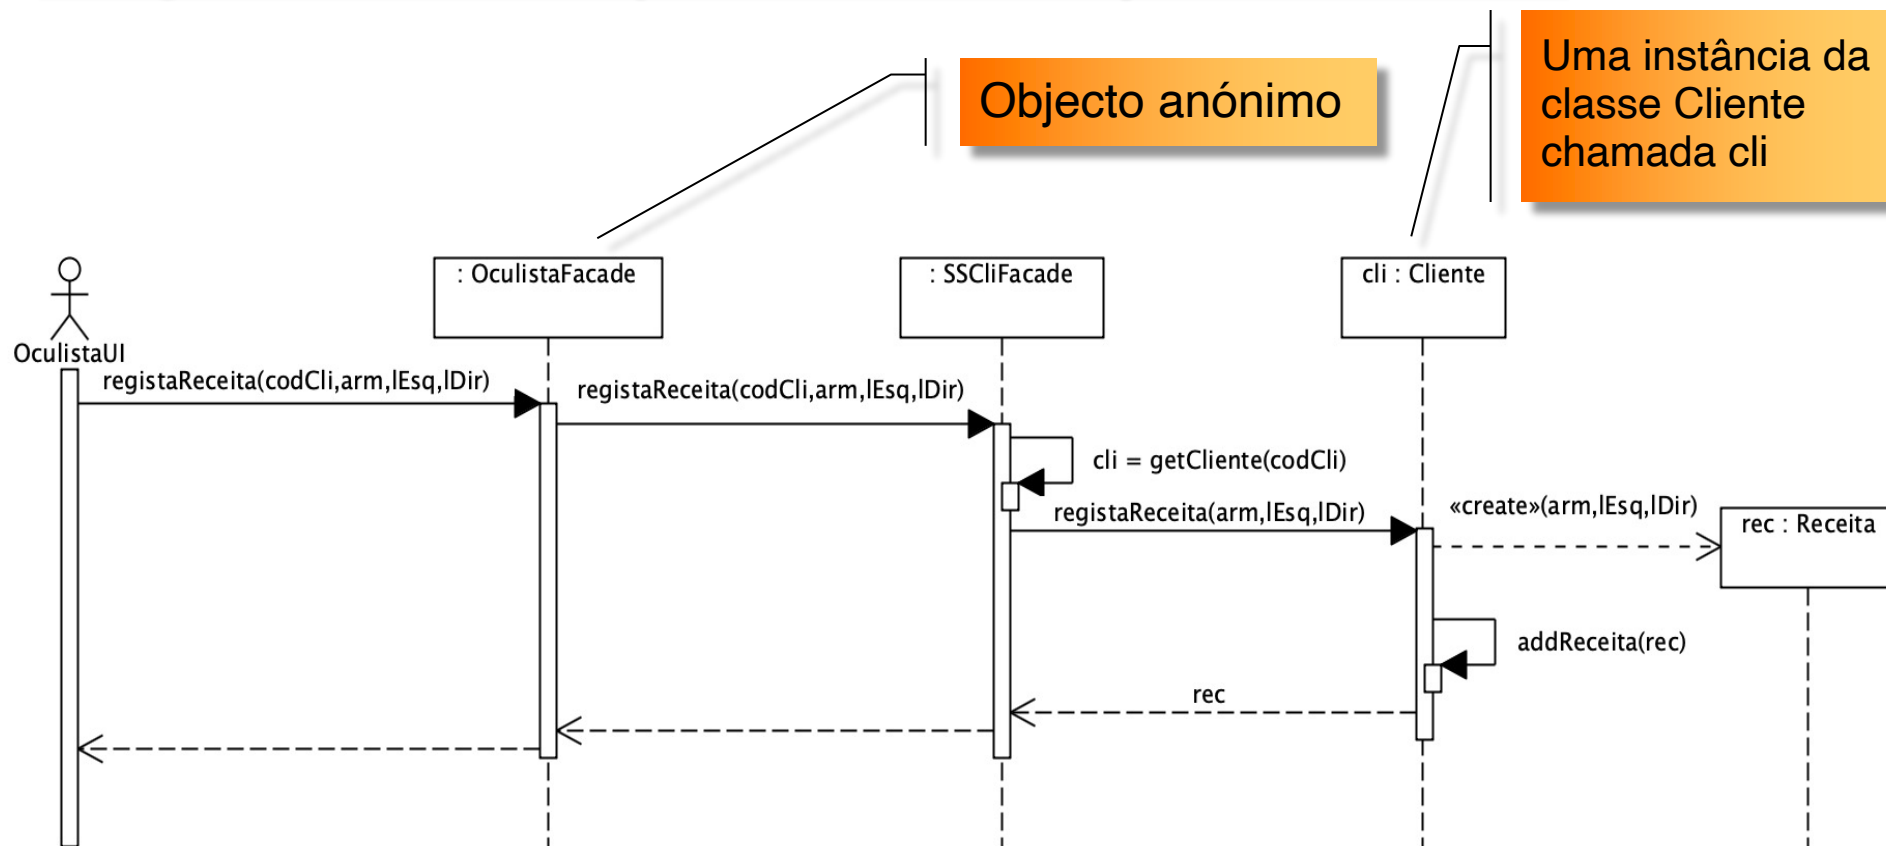 Objecto anónimo
Uma instância da
classe Cliente
chamada cli
: OculistaFacade
: SSCliFacade
cli : Cliente
OculistaUI
registaReceita(codCli,arm,lEsq,lDir)
registaReceita(codCli,arm,lEsq,lDir)
cli = getCliente(codCli)
registaReceita(arm,lEsq,lDir)
«create»(arm,lEsq,lDir)
rec : Receita
addReceita(rec)
rec